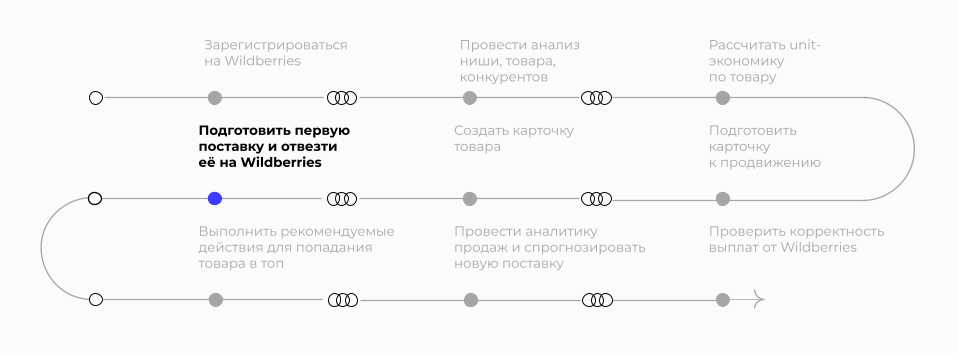 Зарегистрироваться
на Wildberries
Провести анализ
ниши, товара,
конкурентов
Рассчитать unit-
экономику
по товару
Подготовить первую
поставку и отвезти
её на Wildberries
Создать карточку
товара
Подготовить
карточку
к продвижению
Выполнить рекомендуемые
действия для попадания
товара в топ
Провести аналитику
продаж и спрогнозировать
новую поставку
Проверить корректность
выплат от Wildberries